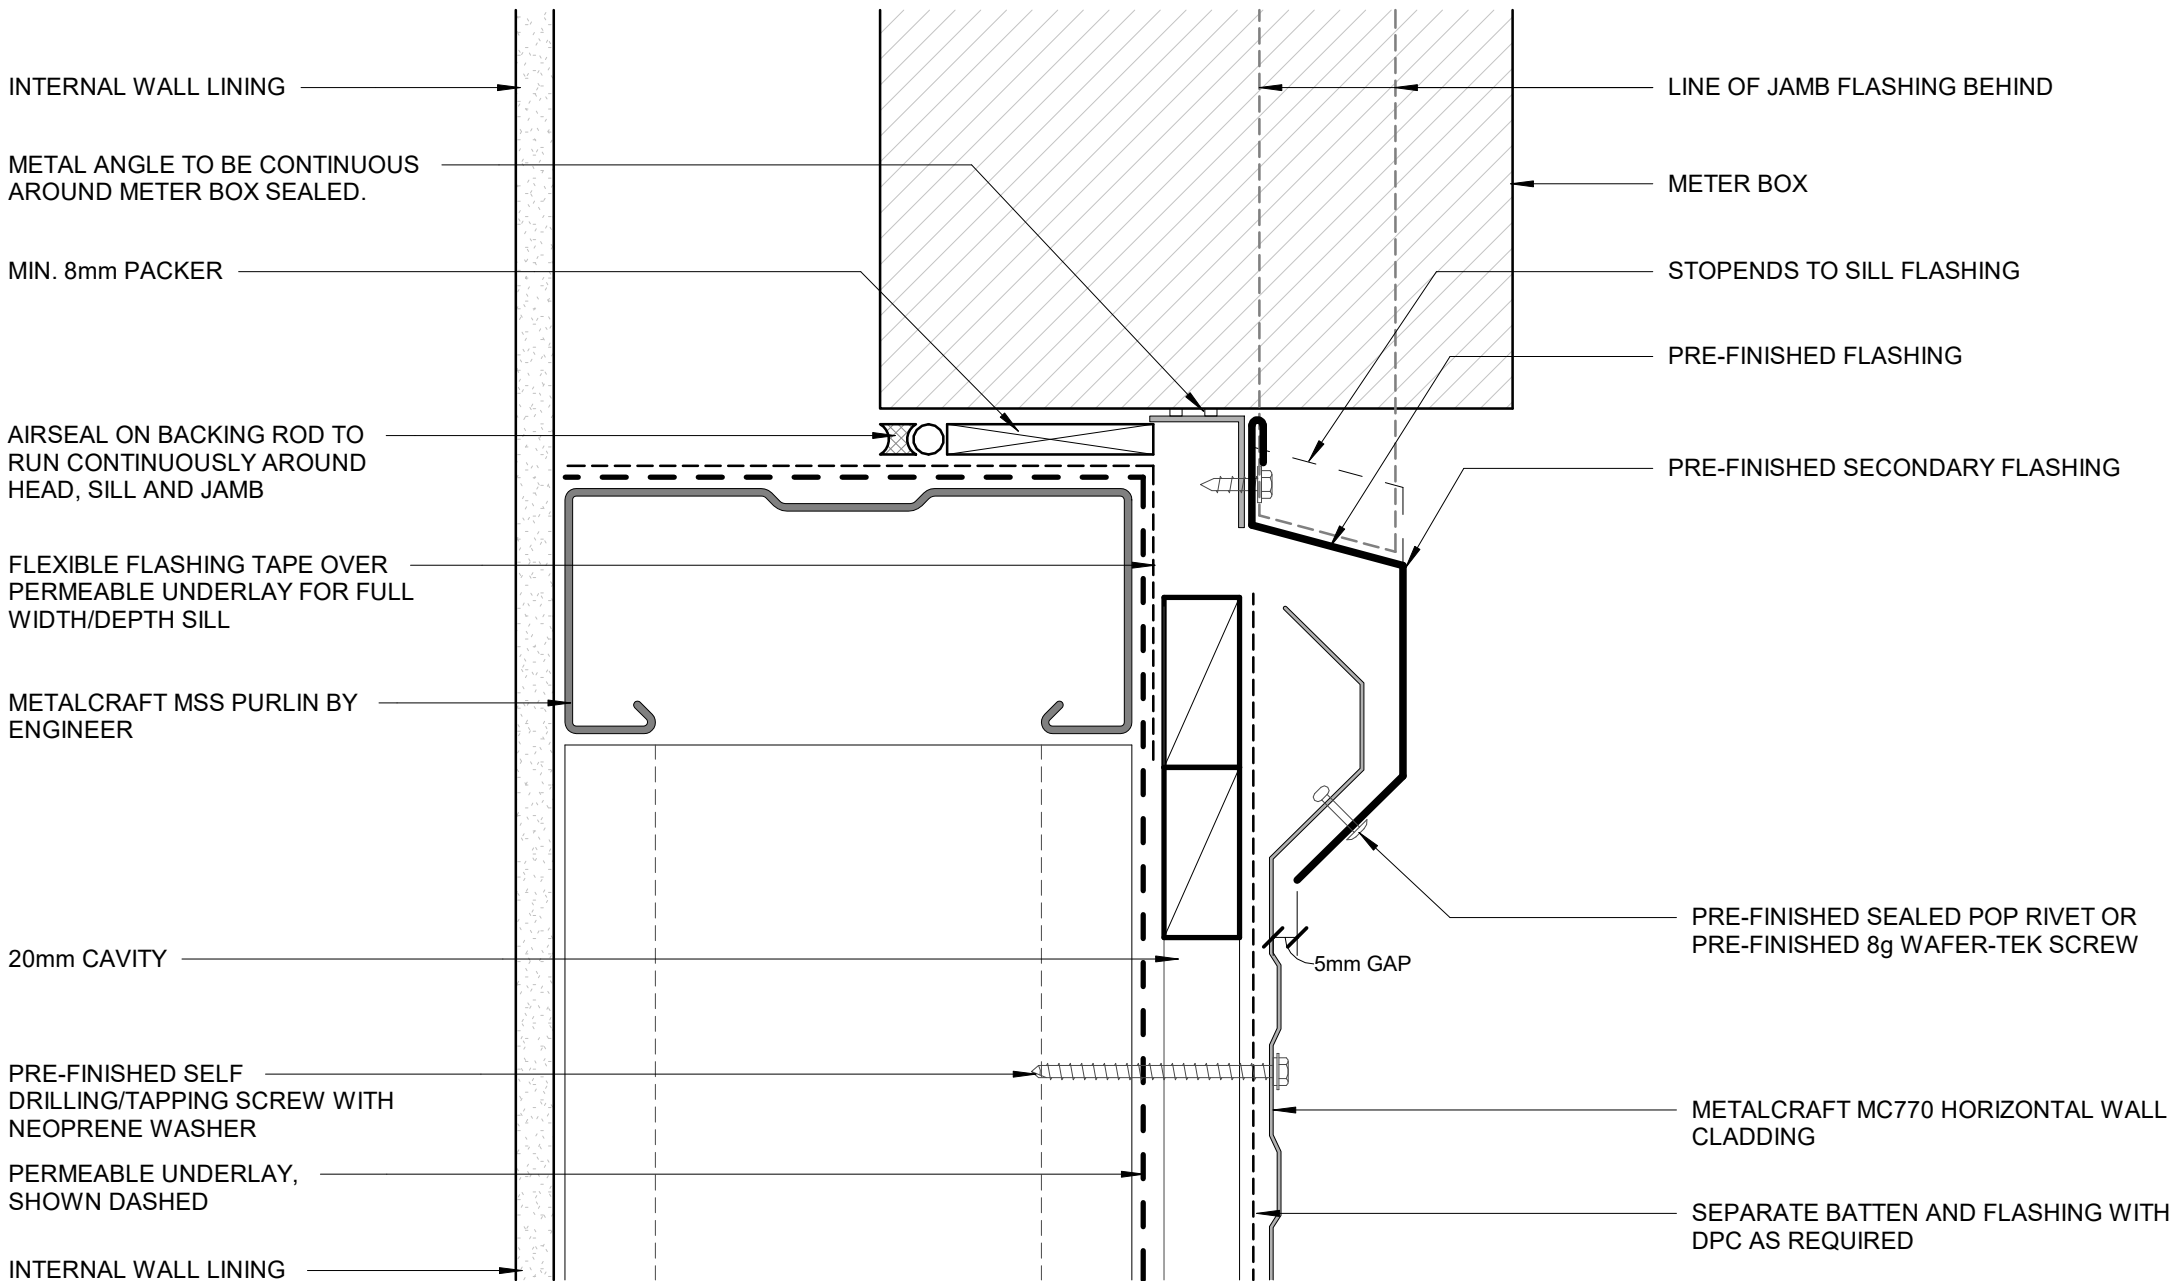 INTERNAL WALL LINING
METAL ANGLE TO BE CONTINUOUS
AROUND METER BOX SEALED.
MIN. 8mm PACKER
AIRSEAL ON BACKING ROD TO
RUN CONTINUOUSLY AROUND
HEAD, SILL AND JAMB
FLEXIBLE FLASHING TAPE OVER
PERMEABLE UNDERLAY FOR FULL
WIDTH/DEPTH SILL
METALCRAFT MSS PURLIN BY
ENGINEER
20mm CAVITY
PRE-FINISHED SELF
DRILLING/TAPPING SCREW WITH
NEOPRENE WASHER
PERMEABLE UNDERLAY,
SHOWN DASHED
INTERNAL WALL LINING
LINE OF JAMB FLASHING BEHIND
METER BOX
STOPENDS TO SILL FLASHING
PRE-FINISHED FLASHING
PRE-FINISHED SECONDARY FLASHING
PRE-FINISHED SEALED POP RIVET OR
PRE-FINISHED 8g WAFER-TEK SCREW
5mm GAP
METALCRAFT MC770 HORIZONTAL WALL
CLADDING
SEPARATE BATTEN AND FLASHING WITH
DPC AS REQUIRED